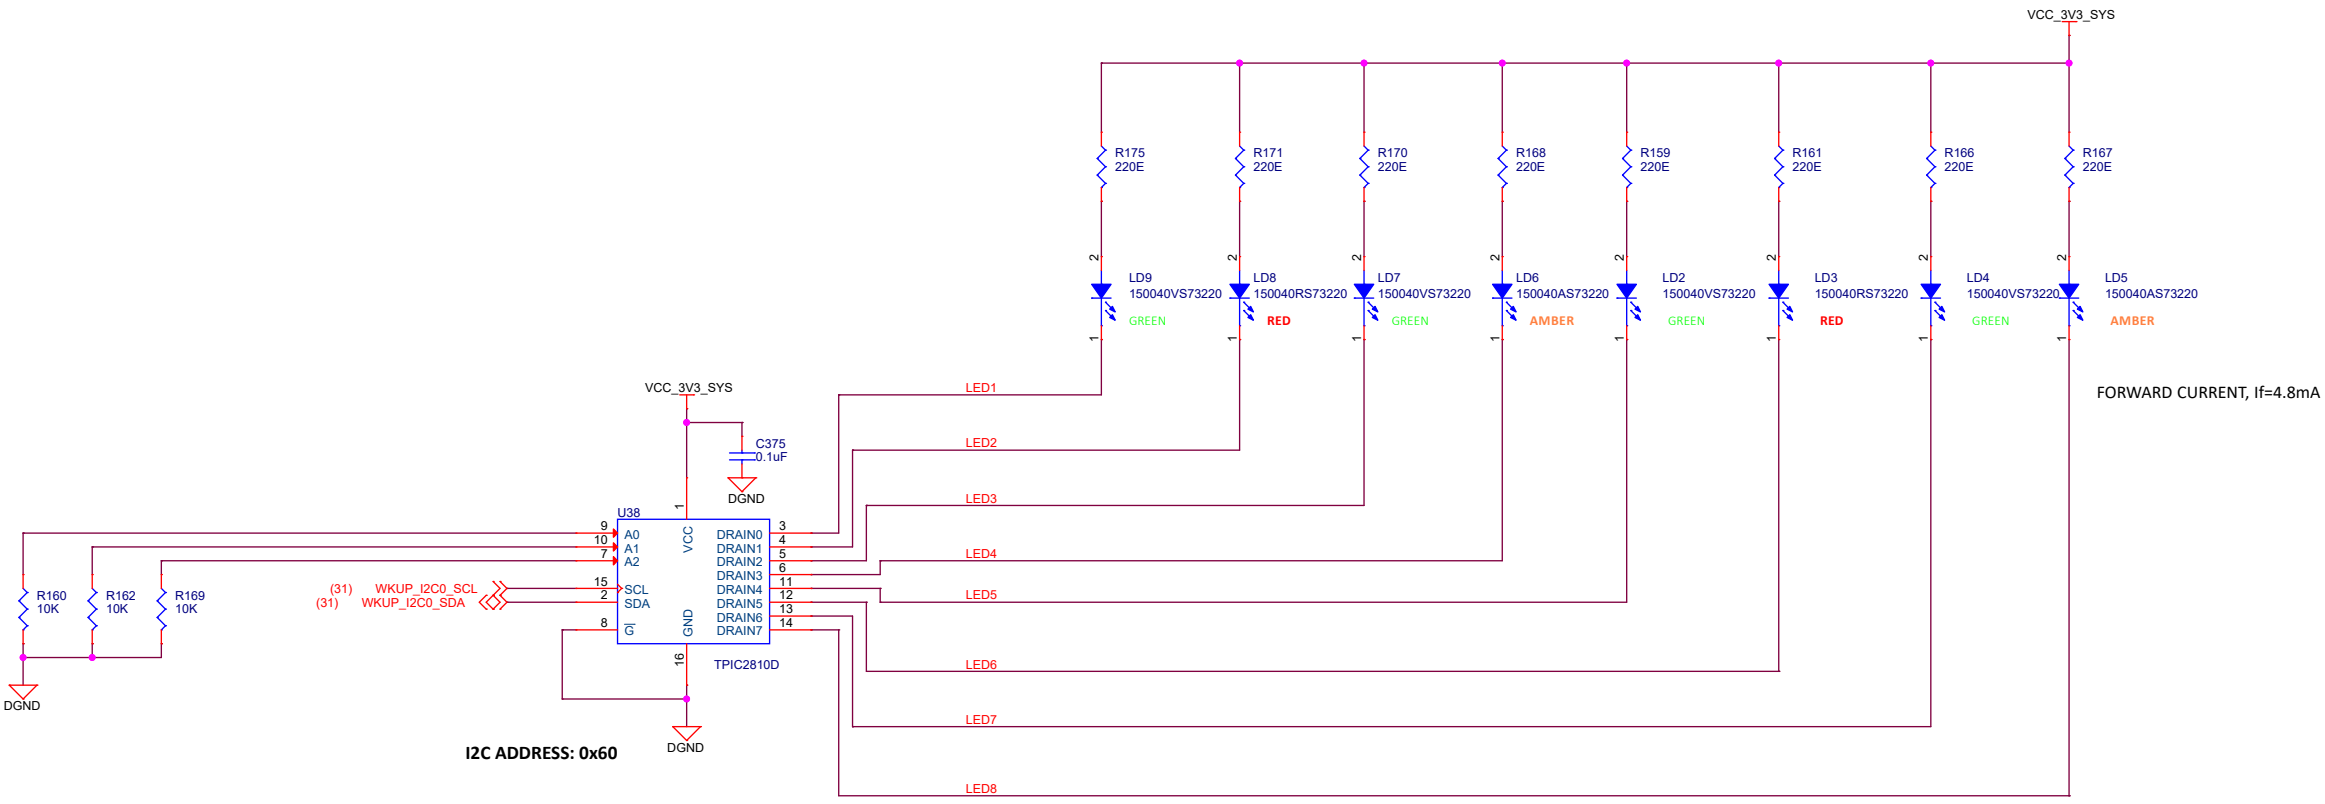 VCC_3V3_SYS
R175
220E
R171
220E
R170
220E
R168
220E
R159
220E
R161
220E
R166
220E
R167
220E
2
2
2
2
2
2
2
2
LD9
150040VS73220
GREEN
LD8
150040RS73220
RED
LD7
150040VS73220
GREEN
LD6
150040AS73220
AMBER
LD2
150040VS73220
GREEN
LD3
150040RS73220
RED
LD4
150040VS73220
GREEN
LD5
150040AS73220
AMBER
1
1
1
1
1
1
1
1
FORWARD CURRENT, If=4.8mA
VCC_3V3_SYS
LED1
LED2
LED3
LED4
LED5
LED6
LED7
LED8
C375
0.1uF
DGND
U38
1
VCC
9
A0
10
A1
7
A2
15
SCL
2
SDA
8
G
GND
16
DRAIN0
3
DRAIN1
4
DRAIN2
5
DRAIN3
6
DRAIN4
11
DRAIN5
12
DRAIN6
13
DRAIN7
14
TPIC2810D
(31) WKUP_I2C0_SCL
(31) WKUP_I2C0_SDA
R160
10K
R162
10K
R169
10K
DGND
DGND
I2C ADDRESS: 0x60